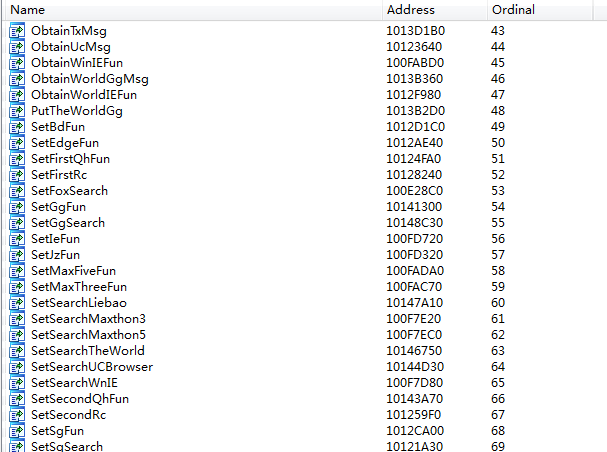 Name Address Ordinal
ObtainTxMsg 1013D1B0 43
ObtainUcMsg 10123640 44
ObtainWinIEFun 100FABD0 45
ObtainWorldGgMsg 1013B360 46
ObtainWorldIEFun 1012F980 47
PutTheWorldGg 1013B2D0 48
SetBdFun 1012D1C0 49
SetEdgeFun 1012AE40 50
SetFirstQhFun 10124FA0 51
SetFirstRc 10128240 52
SetFoxSearch 100E28C0 53
SetGgFun 10141300 54
SetGgSearch 10148C30 55
SetIeFun 100FD720 56
SetJzFun 100FD320 57
SetMaxFiveFun 100FADA0 58
SetMaxThreeFun 100FAC70 59
SetSearchLiebao 10147A10 60
SetSearchMaxthon3 100F7E20 61
SetSearchMaxthon5 100F7EC0 62
SetSearchTheWorld 10146750 63
SetSearchUCBrowser 10144D30 64
SetSearchWnIE 100F7D80 65
SetSecondQhFun 10143A70 66
SetSecondRc 101259F0 67
SetSgFun 1012CA00 68
SetSgSearch 10121A30 69